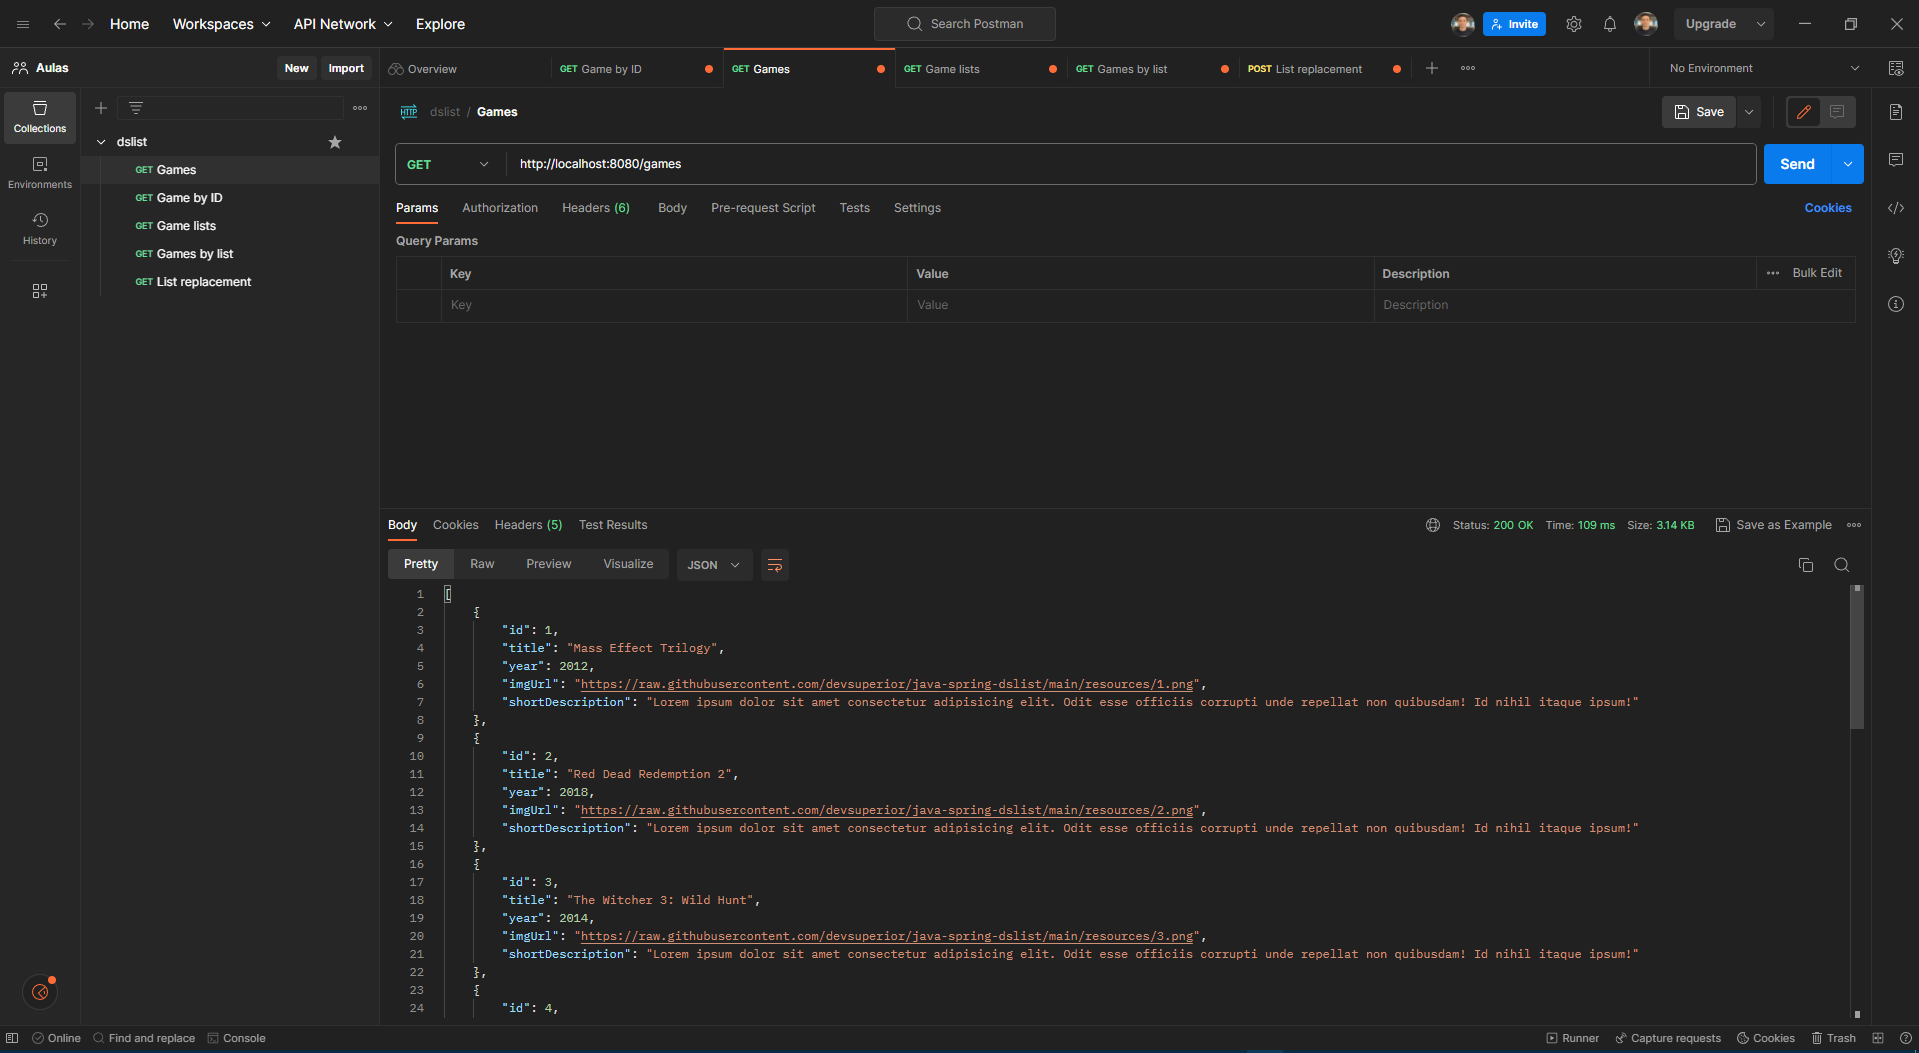 Home Workspaces API Network Explore Search Postman Invite Upgrade
Aulas New Import Overview GET Game by ID GET Games GET Game lists GET Games by list POST List replacement No Environment
Collections
Environments
History
dslist
GET Games
GET Game by ID
GET Game lists
GET Games by list
GET List replacement
HTTP dslist / Games Save
GET http://localhost:8080/games Send
Params Authorization Headers (6) Body Pre-request Script Tests Settings Cookies
Query Params
Key Value Description Bulk Edit
Key Value Description
Body Cookies Headers (5) Test Results Status: 200 OK Time: 109 ms Size: 3.14 KB Save as Example
Pretty Raw Preview Visualize JSON
1 [
2 {
3 "id": 1,
4 "title": "Mass Effect Trilogy",
5 "year": 2012,
6 "imgUrl": "https://raw.githubusercontent.com/devsuperior/java-spring-dslist/main/resources/1.png",
7 "shortDescription": "Lorem ipsum dolor sit amet consectetur adipisicing elit. Odit esse officiis corrupti unde repellat non quibusdam! Id nihil itaque ipsum!"
8 },
9 {
10 "id": 2,
11 "title": "Red Dead Redemption 2",
12 "year": 2018,
13 "imgUrl": "https://raw.githubusercontent.com/devsuperior/java-spring-dslist/main/resources/2.png",
14 "shortDescription": "Lorem ipsum dolor sit amet consectetur adipisicing elit. Odit esse officiis corrupti unde repellat non quibusdam! Id nihil itaque ipsum!"
15 },
16 {
17 "id": 3,
18 "title": "The Witcher 3: Wild Hunt",
19 "year": 2014,
20 "imgUrl": "https://raw.githubusercontent.com/devsuperior/java-spring-dslist/main/resources/3.png",
21 "shortDescription": "Lorem ipsum dolor sit amet consectetur adipisicing elit. Odit esse officiis corrupti unde repellat non quibusdam! Id nihil itaque ipsum!"
22 },
23 {
24 "id": 4,
Online Find and replace Console Runner Capture requests Cookies Trash